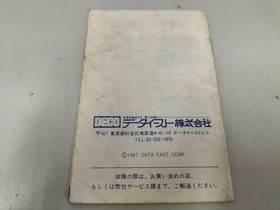 DECO データイースト株式会社
〒167 東京都杉並区南荻窪4-41-10 データイーストビル
©1987 DATA EAST CORP.
故障の際は、お買い求めの店、
もしくは弊社サービス課まで、ご郵送ください。